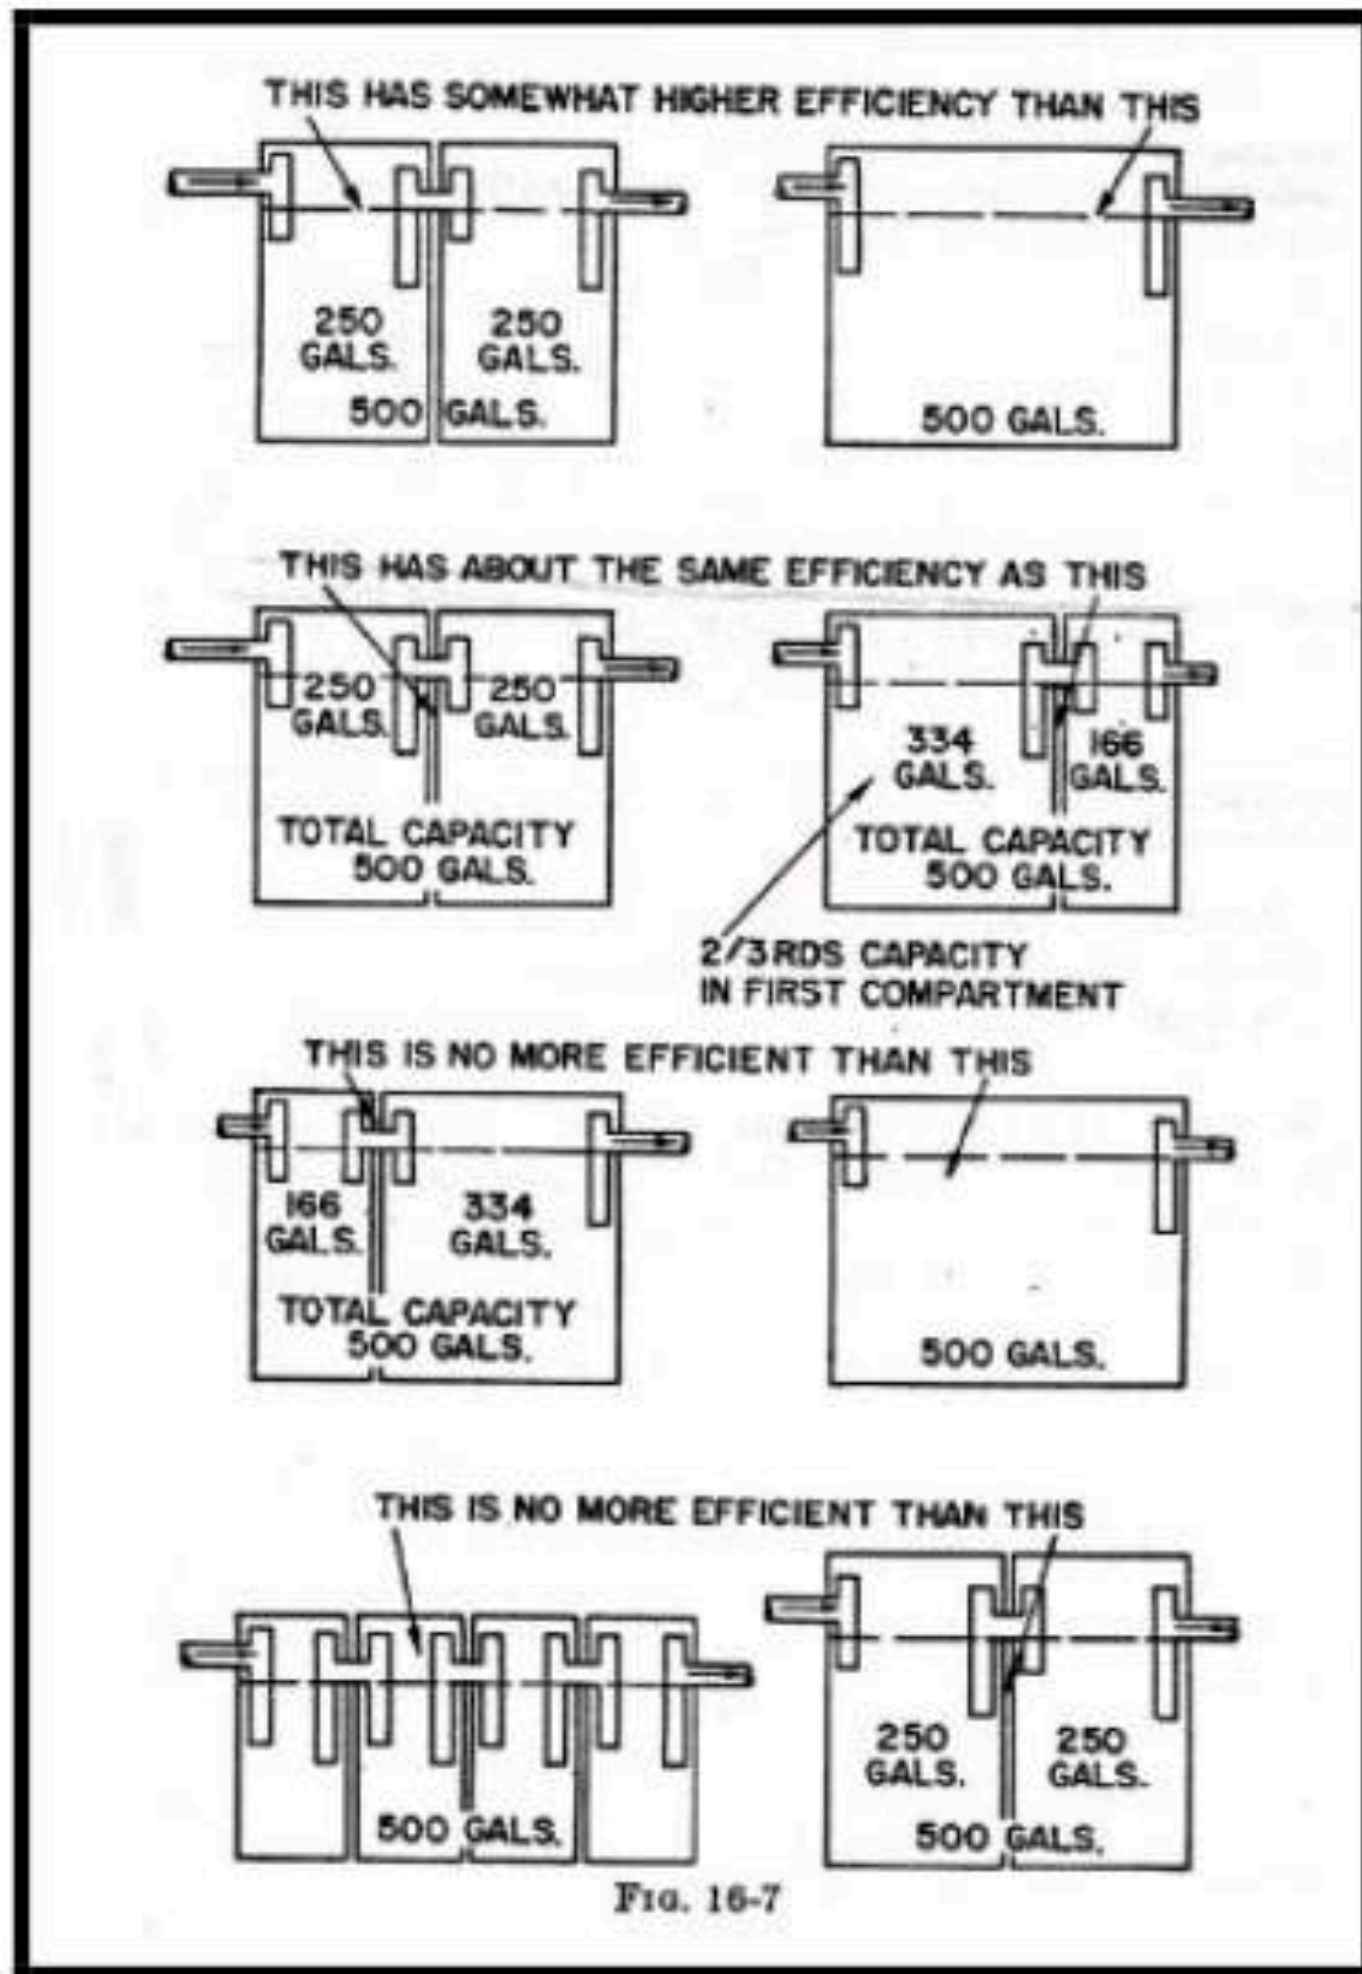 THIS HAS SOMEWHAT HIGHER EFFICIENCY THAN THIS
250
GALS.
250
GALS.
500 GALS.
500 GALS.
THIS HAS ABOUT THE SAME EFFICIENCY AS THIS
250
GALS.
250
GALS.
TOTAL CAPACITY
500 GALS.
334
GALS.
166
GALS.
TOTAL CAPACITY
500 GALS.
2/3RDS CAPACITY
IN FIRST COMPARTMENT
THIS IS NO MORE EFFICIENT THAN THIS
166
GALS.
334
GALS.
TOTAL CAPACITY
500 GALS.
500 GALS.
THIS IS NO MORE EFFICIENT THAN THIS
500 GALS.
250
GALS.
250
GALS.
500 GALS.
FIG. 16-7